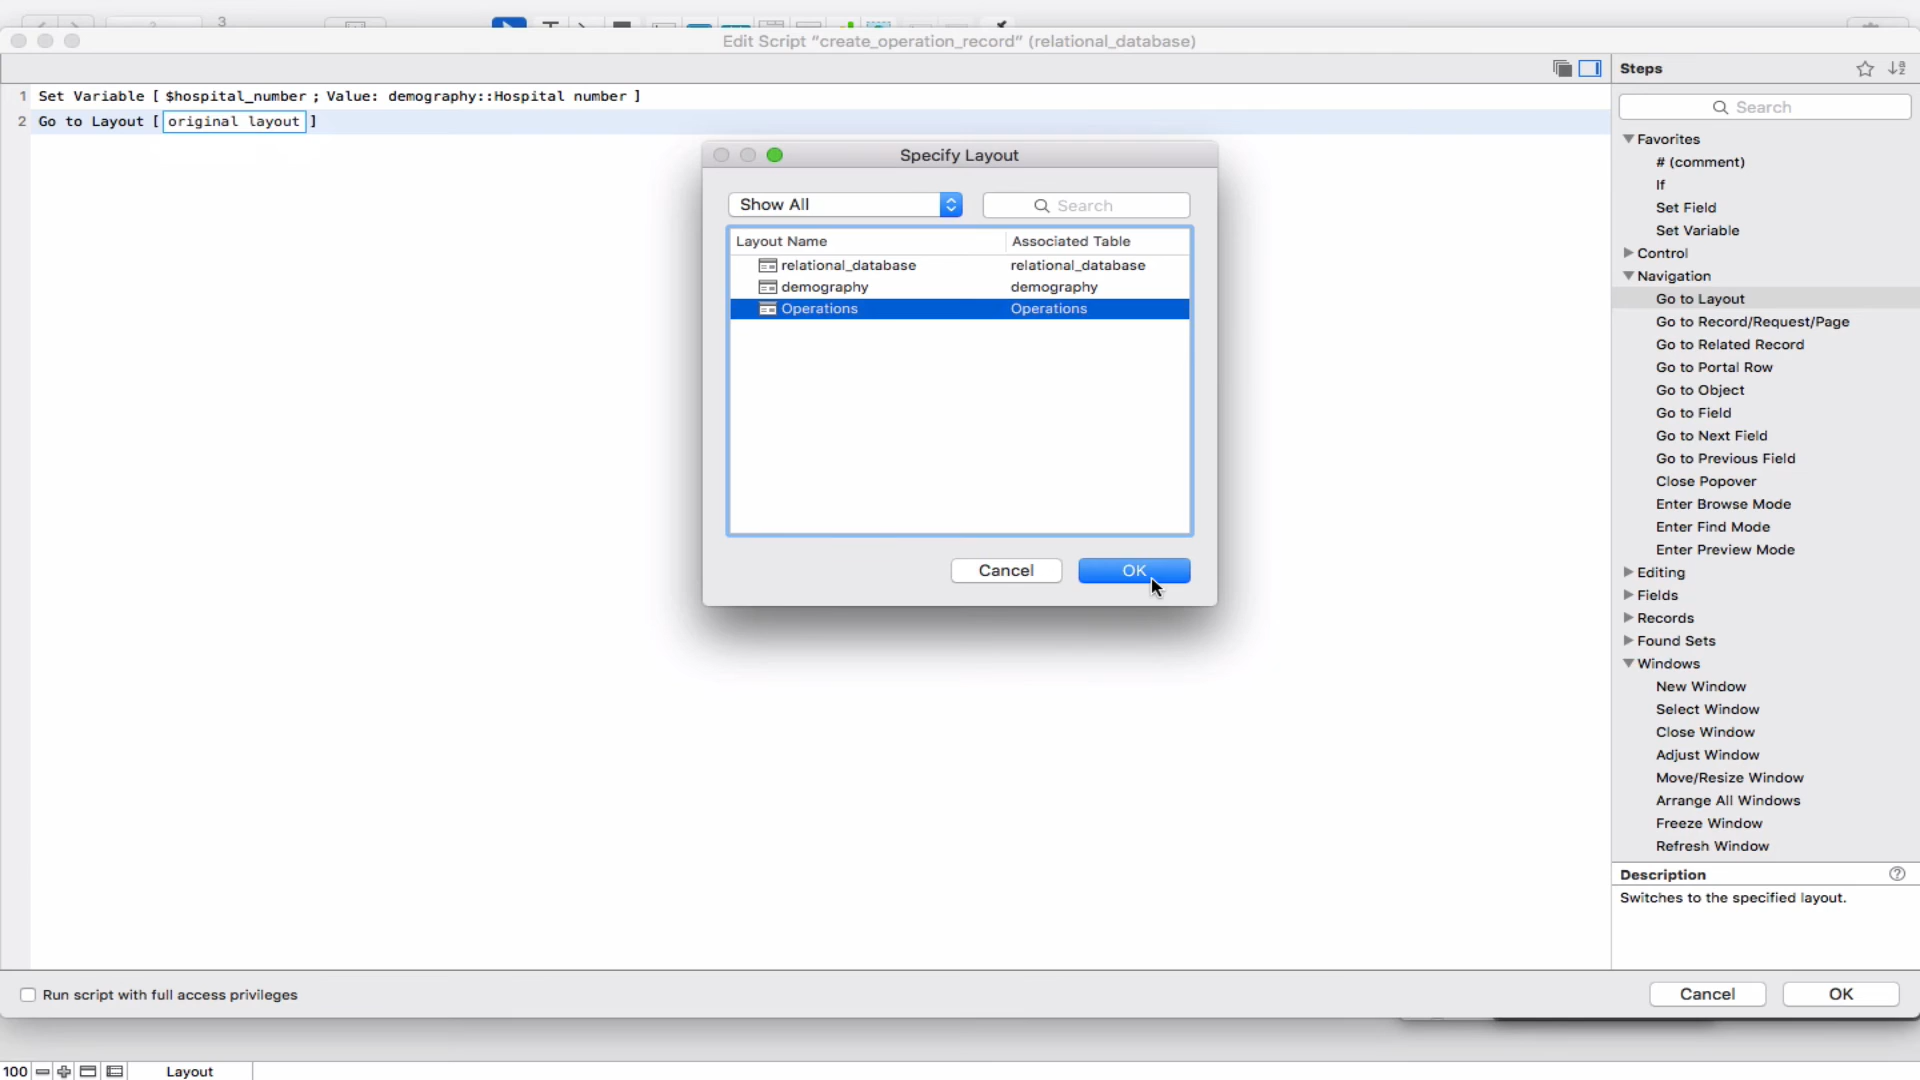 3
Edit Script “create_operation_record” (relational_database)
Steps
1 Set Variable [ $hospital_number ; Value: demography::Hospital number ]
2 Go to Layout [ original layout ]
Search
Favorites
# (comment)
If
Set Field
Set Variable
Control
Navigation
Go to Layout
Go to Record/Request/Page
Go to Related Record
Go to Portal Row
Go to Object
Go to Field
Go to Next Field
Go to Previous Field
Close Popover
Enter Browse Mode
Enter Find Mode
Enter Preview Mode
Editing
Fields
Records
Found Sets
Windows
New Window
Select Window
Close Window
Adjust Window
Move/Resize Window
Arrange All Windows
Freeze Window
Refresh Window
Description
Switches to the specified layout.
Specify Layout
Show All
Search
Layout Name Associated Table
relational_database relational_database
demography demography
Operations Operations
Cancel OK
Run script with full access privileges
Cancel OK
100 Layout